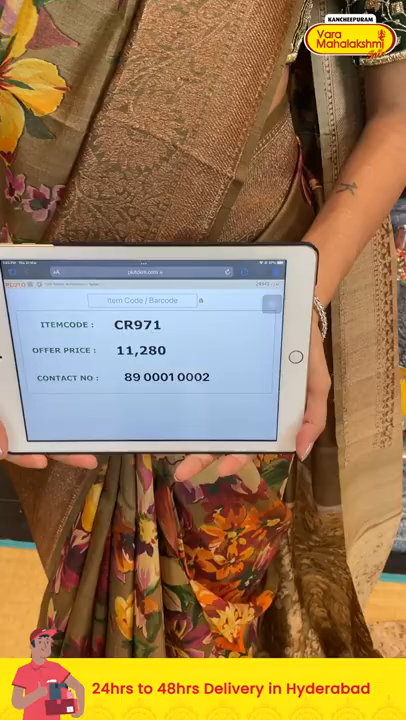 KANCHEEPURAM
Vara
Mahalakshmi
AA
Item Code / Barcode
ITEMCODE : CR971
OFFER PRICE : 11,280
CONTACT NO : 89 0001 0002
24hrs to 48hrs Delivery in Hyderabad